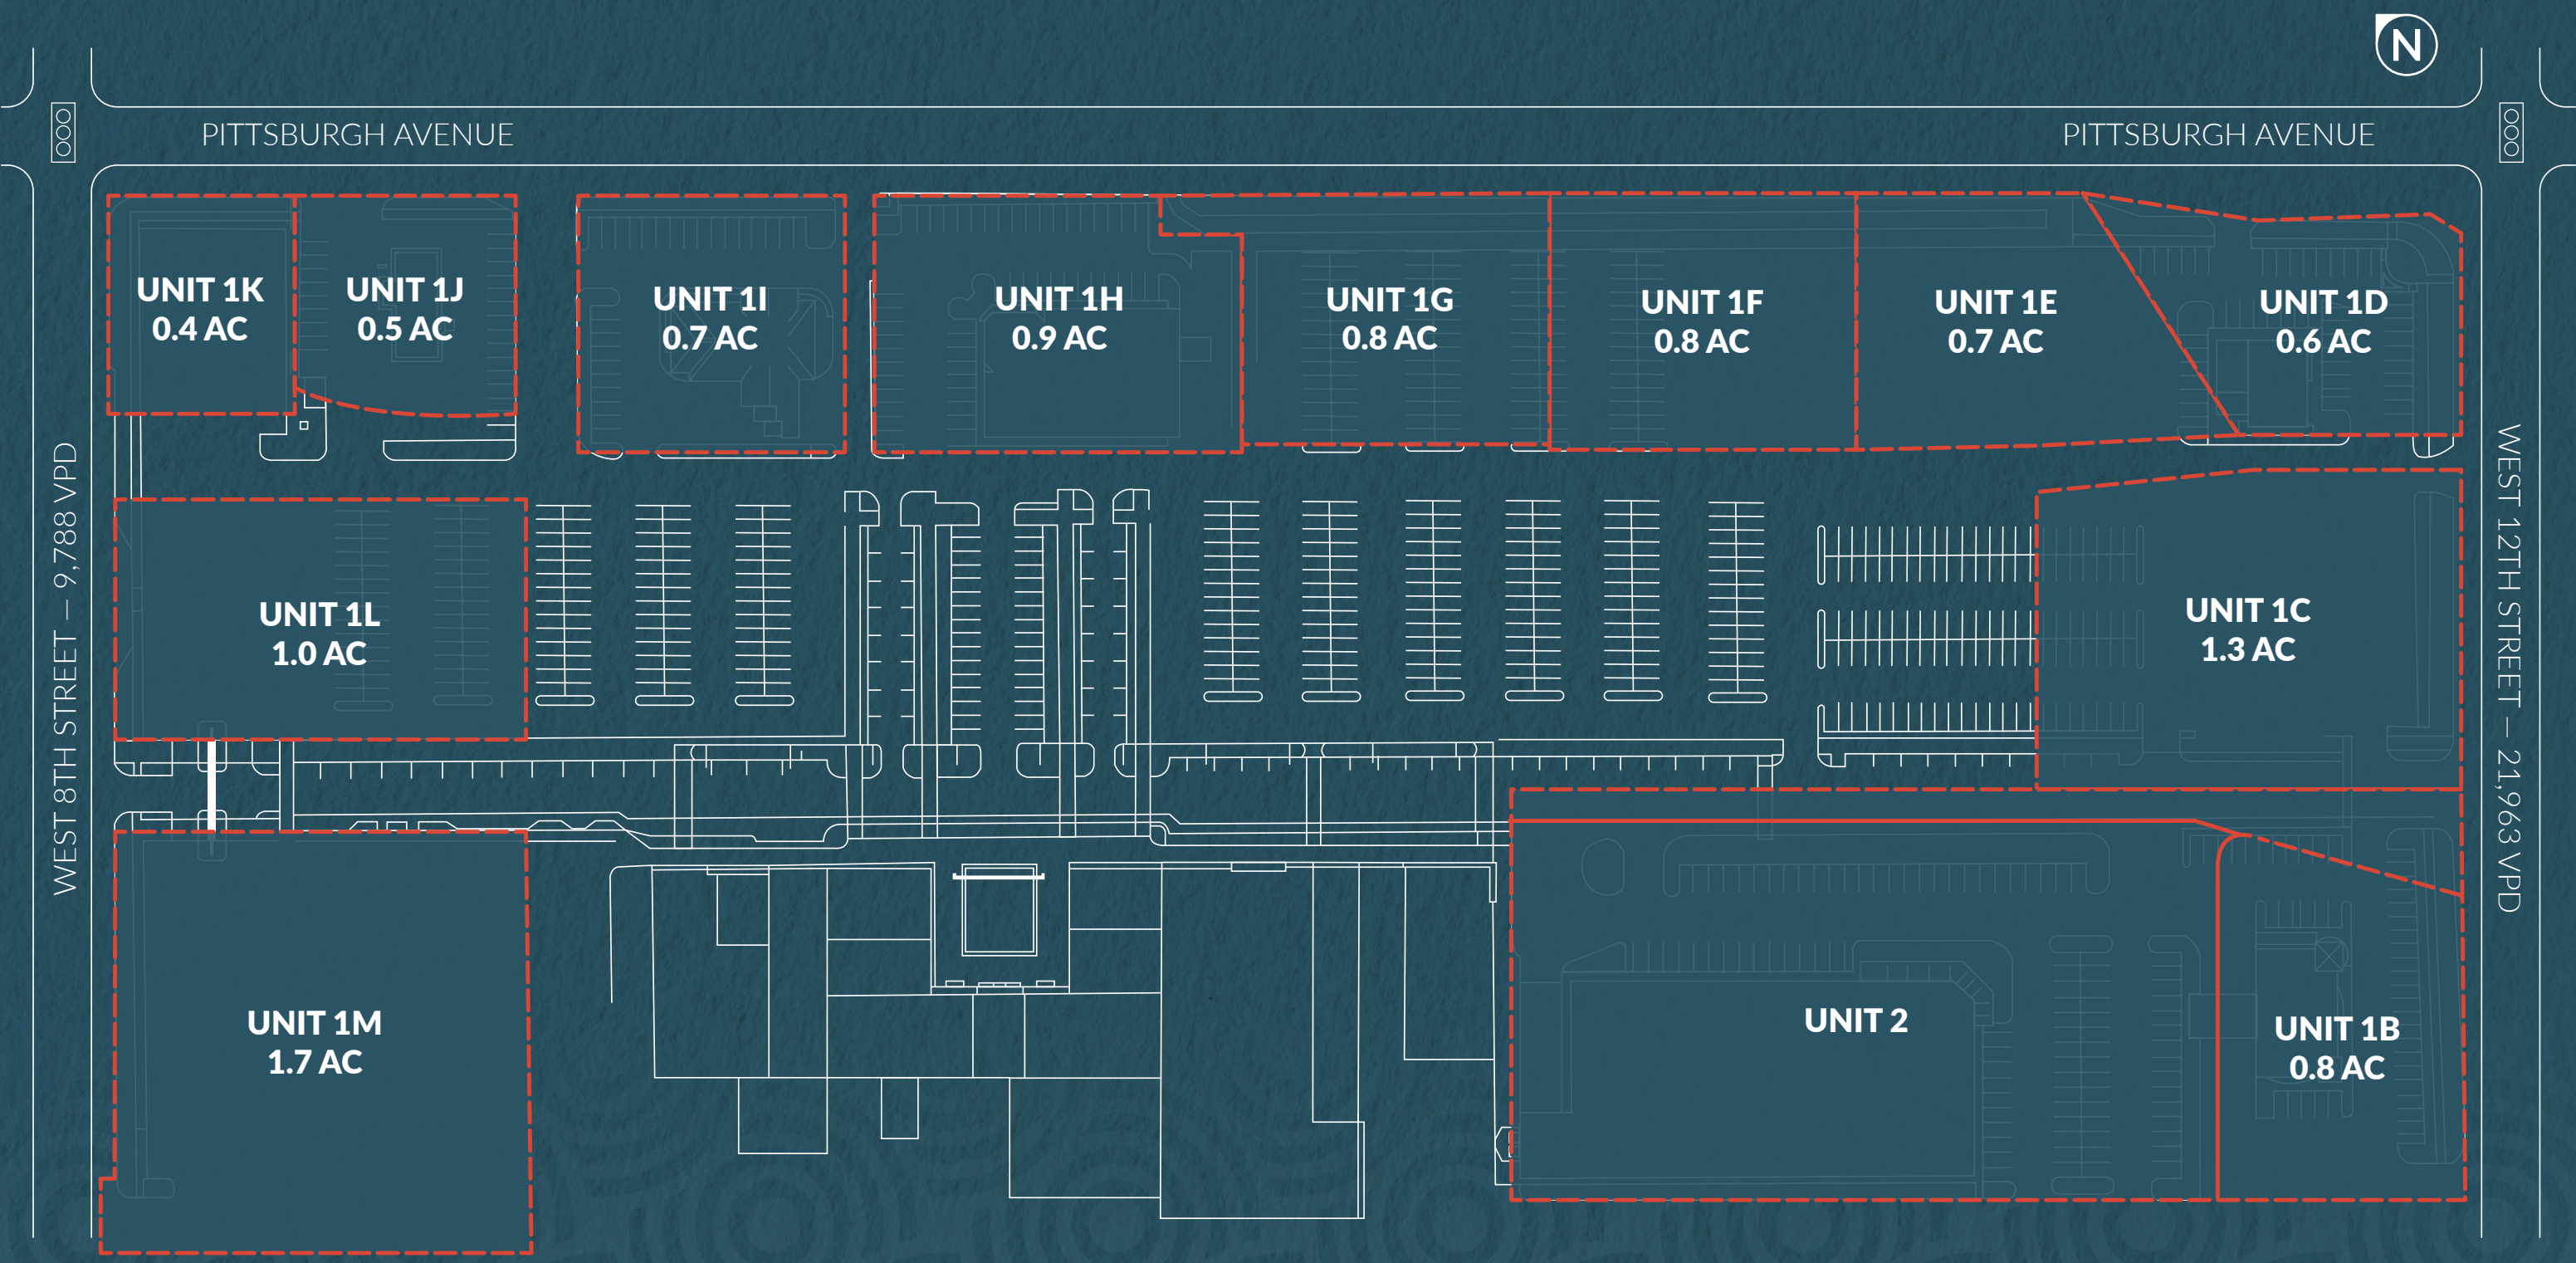 N
PITTSBURGH AVENUE
PITTSBURGH AVENUE
UNIT 1K
0.4 AC
UNIT 1J
0.5 AC
UNIT 1I
0.7 AC
UNIT 1H
0.9 AC
UNIT 1G
0.8 AC
UNIT 1F
0.8 AC
UNIT 1E
0.7 AC
UNIT 1D
0.6 AC
WEST 8TH STREET – 9,788 VPD
UNIT 1L
1.0 AC
UNIT 1C
1.3 AC
WEST 12TH STREET – 21,963 VPD
UNIT 1M
1.7 AC
UNIT 2
UNIT 1B
0.8 AC